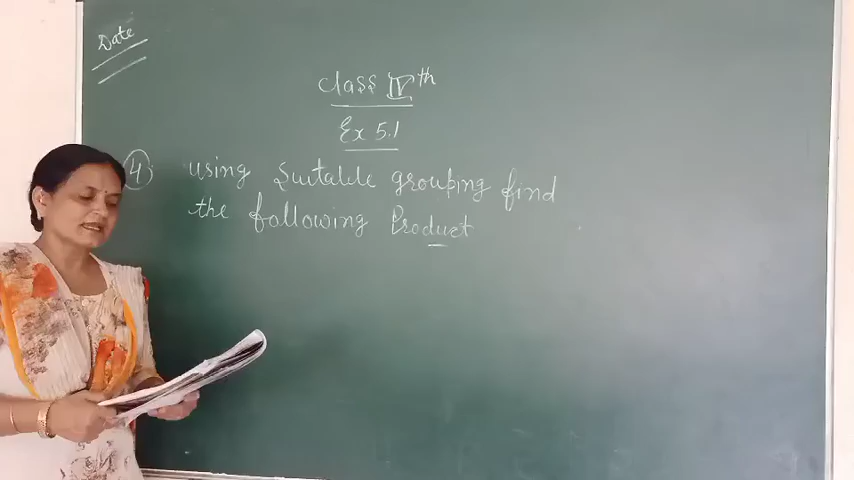 Date
Class IVth
Ex 5.1
4 using Suitable grouping find
the following Product